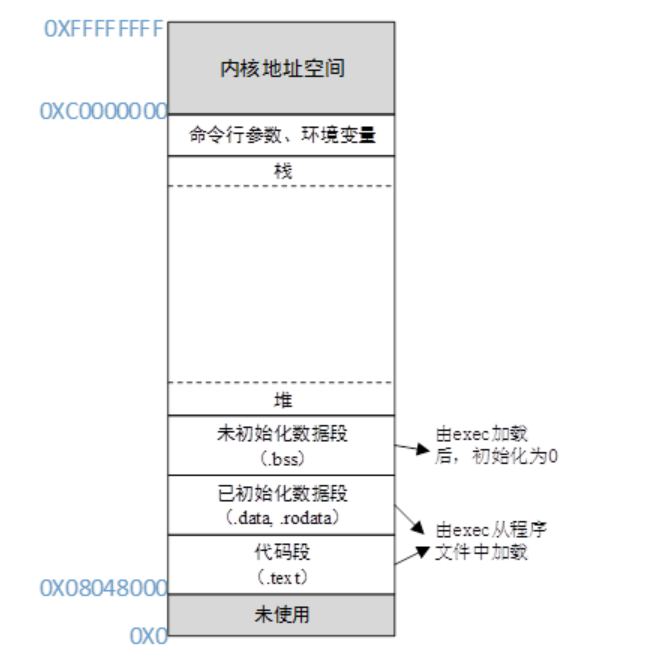 0XFFFFFFFF
内核地址空间
0XC0000000
命令行参数、环境变量
栈
堆
未初始化数据段
(.bss)
由exec加载
后，初始化为0
已初始化数据段
(.data, .rodata)
由exec从程序
文件中加载
代码段
(.text)
0X08048000
未使用
0X0